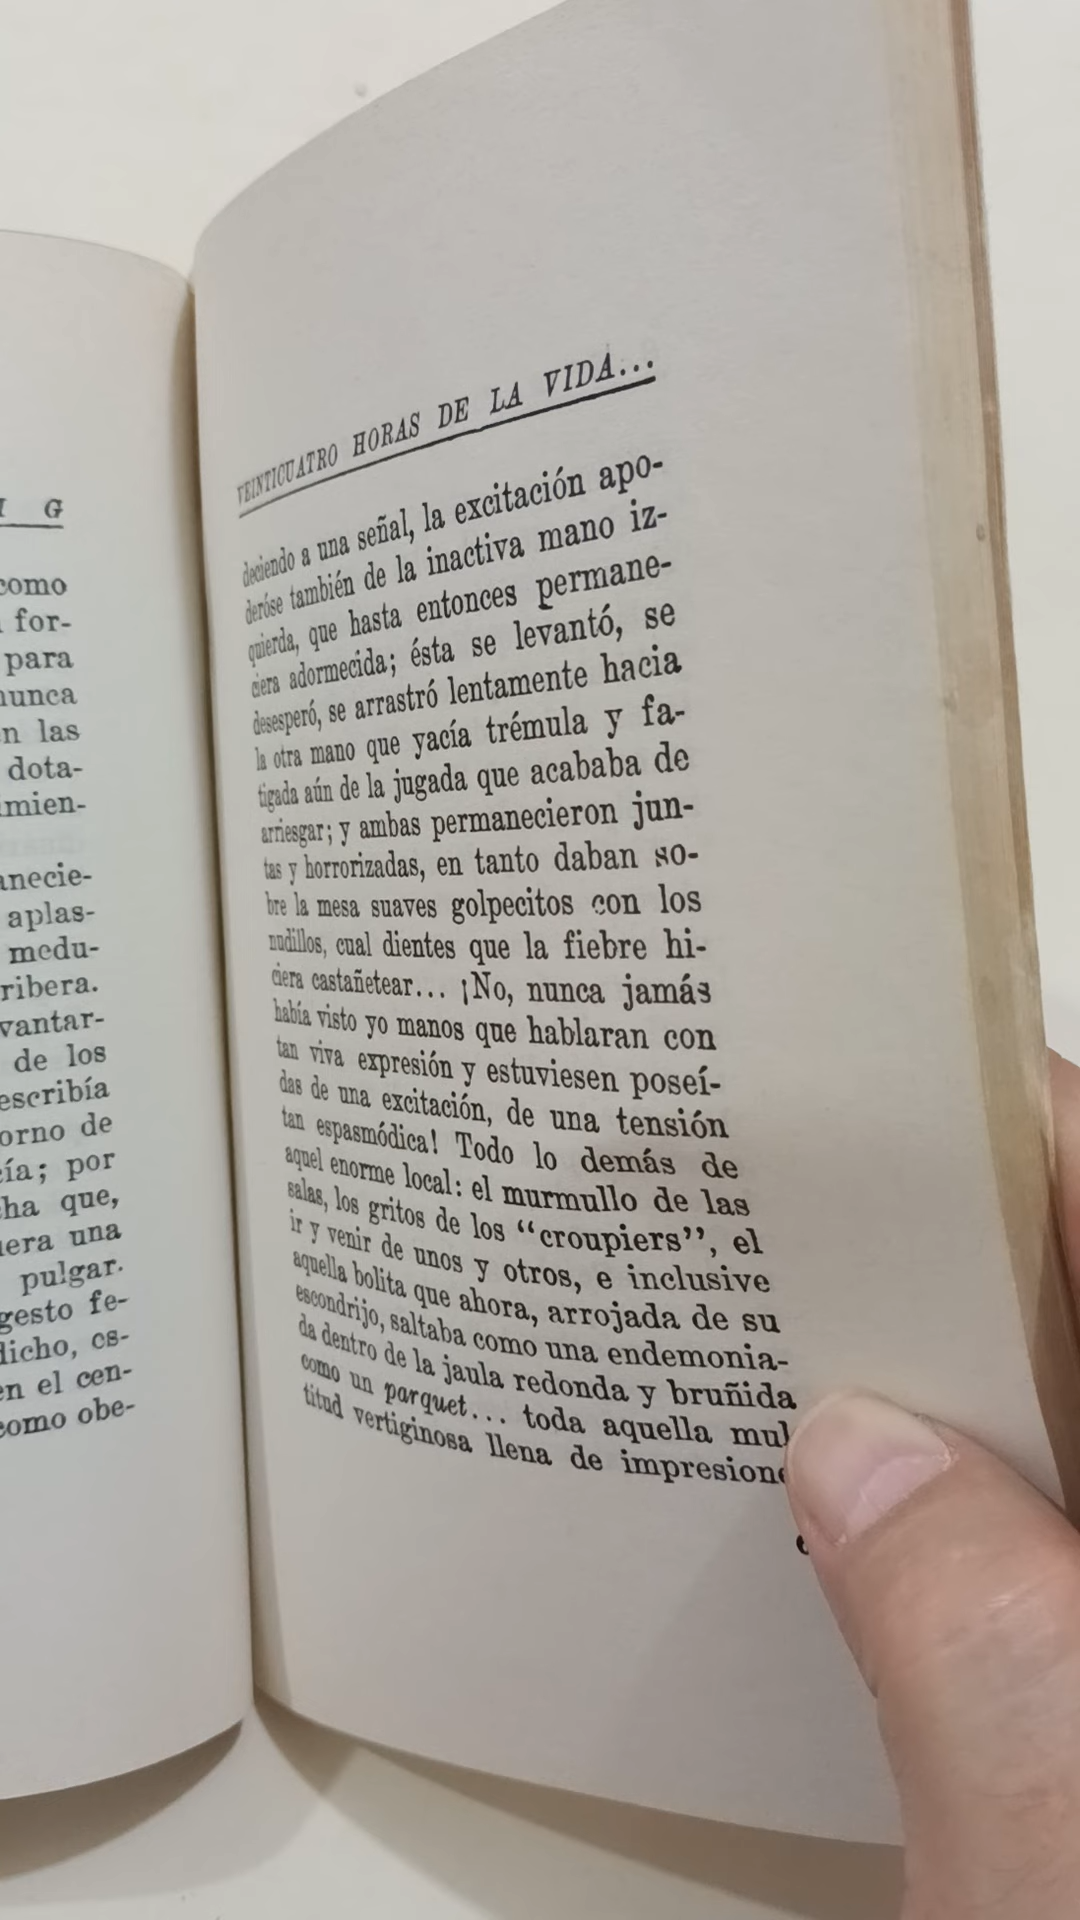 I G
como
for-
para
nunca
n las
dota-
mien-
anecie-
aplas-
medu-
ribera.
vantar-
de los
escribía
orno de
ía; por
cha que,
uera una
pulgar.
gesto fe-
dicho, es-
en el cen-
como obe-
VEINTICUATRO HORAS DE LA VIDA...
deciendo a una señal, la excitación apo-
deróse también de la inactiva mano iz-
quierda, que hasta entonces permane-
ciera adormecida; ésta se levantó, se
desesperó, se arrastró lentamente hacia
la otra mano que yacía trémula y fa-
tigada aún de la jugada que acababa de
arriesgar; y ambas permanecieron jun-
tas y horrorizadas, en tanto daban so-
bre la mesa suaves golpecitos con los
nudillos, cual dientes que la fiebre hi-
ciera castañetear... ¡No, nunca jamás
había visto yo manos que hablaran con
tan viva expresión y estuviesen poseí-
das de una excitación, de una tensión
tan espasmódica! Todo lo demás de
aquel enorme local: el murmullo de las
salas, los gritos de los “croupiers”, el
ir y venir de unos y otros, e inclusive
aquella bolita que ahora, arrojada de su
escondrijo, saltaba como una endemonia-
da dentro de la jaula redonda y bruñida
como un parquet... toda aquella mul
titud vertiginosa llena de impresione